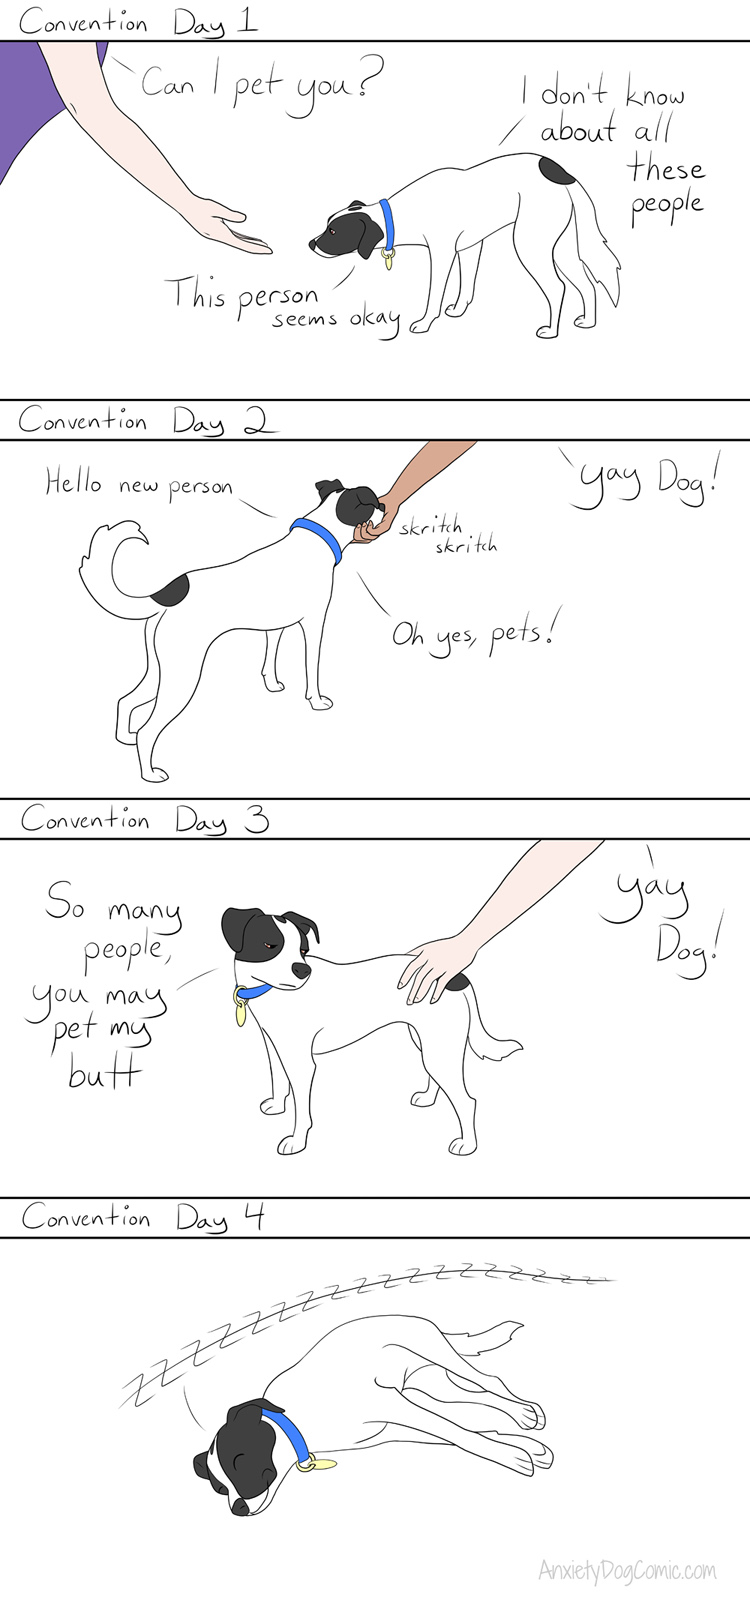 Convention Day 1
Can I pet you?
I don't know
about all
these
people
This person
seems okay
Convention Day 2
Hello new person
yay Dog!
skritch
skritch
Oh yes, pets!
Convention Day 3
So many
people,
you may
pet my
butt
yay
Dog!
Convention Day 4
ZZZZZZZZZZZZZZZZZZZZZZZ
AnxietyDogComic.com